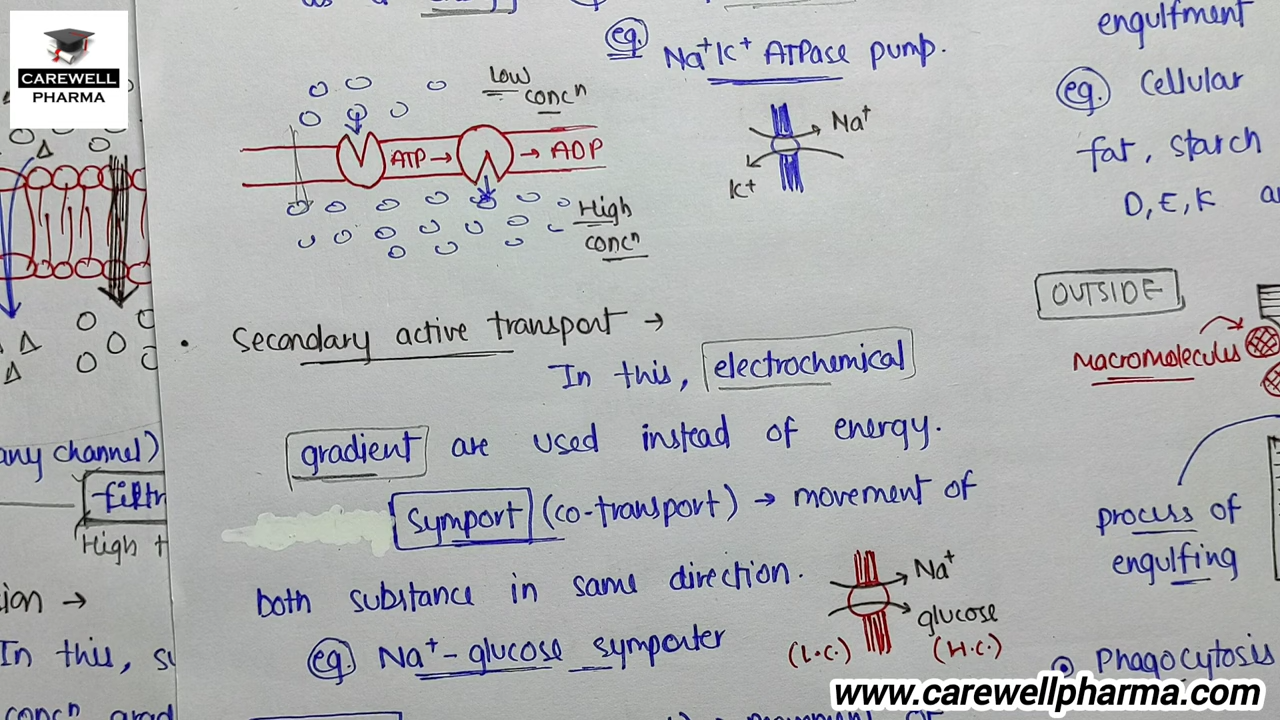 CAREWELL
PHARMA
eg. Na+K+ ATPase pump.
Low
concn
ATP→
→ ADP
High
concn
Na+
K+
• Secondary active transport →
In this, electrochemical
gradient are used instead of energy.
Symport (co-transport) → movement of
both substance in same direction.
eg. Na+-glucose symporter
Na+
glucose
(L.C.)
(H.C.)
any channel)
High
In this,
engulfment
eg. Cellular
fat, starch
D, E, K
OUTSIDE
Macromolecules
process of
engulfing
Phagocytosis
www.carewellpharma.com